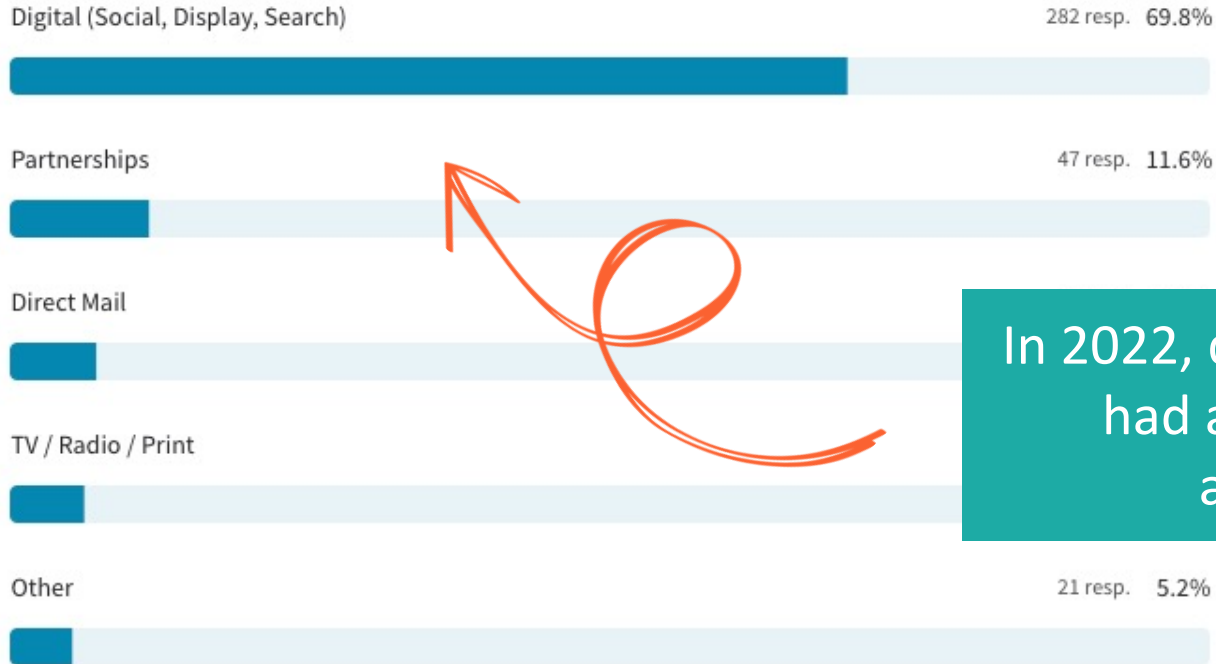 Digital (Social, Display, Search) 282 resp. 69.8%
Partnerships 47 resp. 11.6%
Direct Mail
TV / Radio / Print
In 2022,
had
Other 21 resp. 5.2%